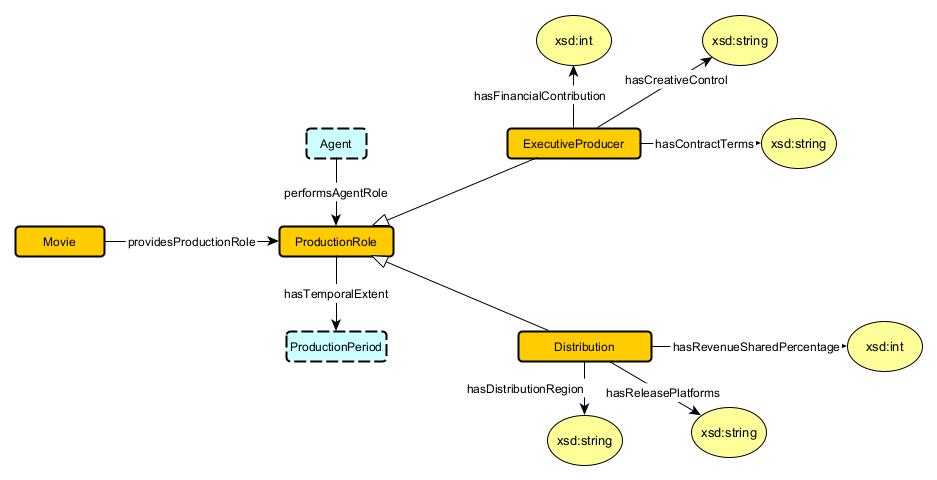 xsd:int
xsd:string
hasCreativeControl
hasFinancialContribution
Agent
ExecutiveProducer
hasContractTerms
xsd:string
performsAgentRole
Movie
providesProductionRole
ProductionRole
hasTemporalExtent
ProductionPeriod
Distribution
hasRevenueSharedPercentage
xsd:int
hasDistributionRegion
hasReleasePlatforms
xsd:string
xsd:string